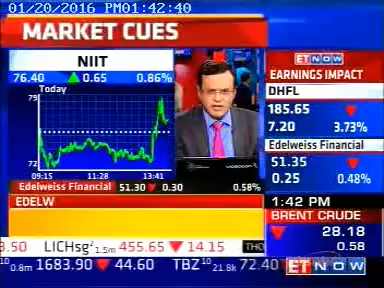 01/20/2016 PM01:42:40
MARKET CUES
NIIT
76.40 ▲ 0.65 0.86%
Today
79
72
09:15 11:28 13:41
ET NOW
EARNINGS IMPACT
DHFL
185.65 ▼
7.20 3.73%
Edelweiss Financial
51.35 ▼
0.25 0.48%
Edelweiss Financial 51.30 ▼ 0.30 0.58%
EDELW
1:42 PM
BRENT CRUDE
▼ 28.18
0.58
3.50 LICHsg² 1.5m 455.65 ▼ 14.15 THO
10 0.8m 1683.90 ▼ 44.60 TBZ¹⁰ 21.8k 72.40
ET NOW